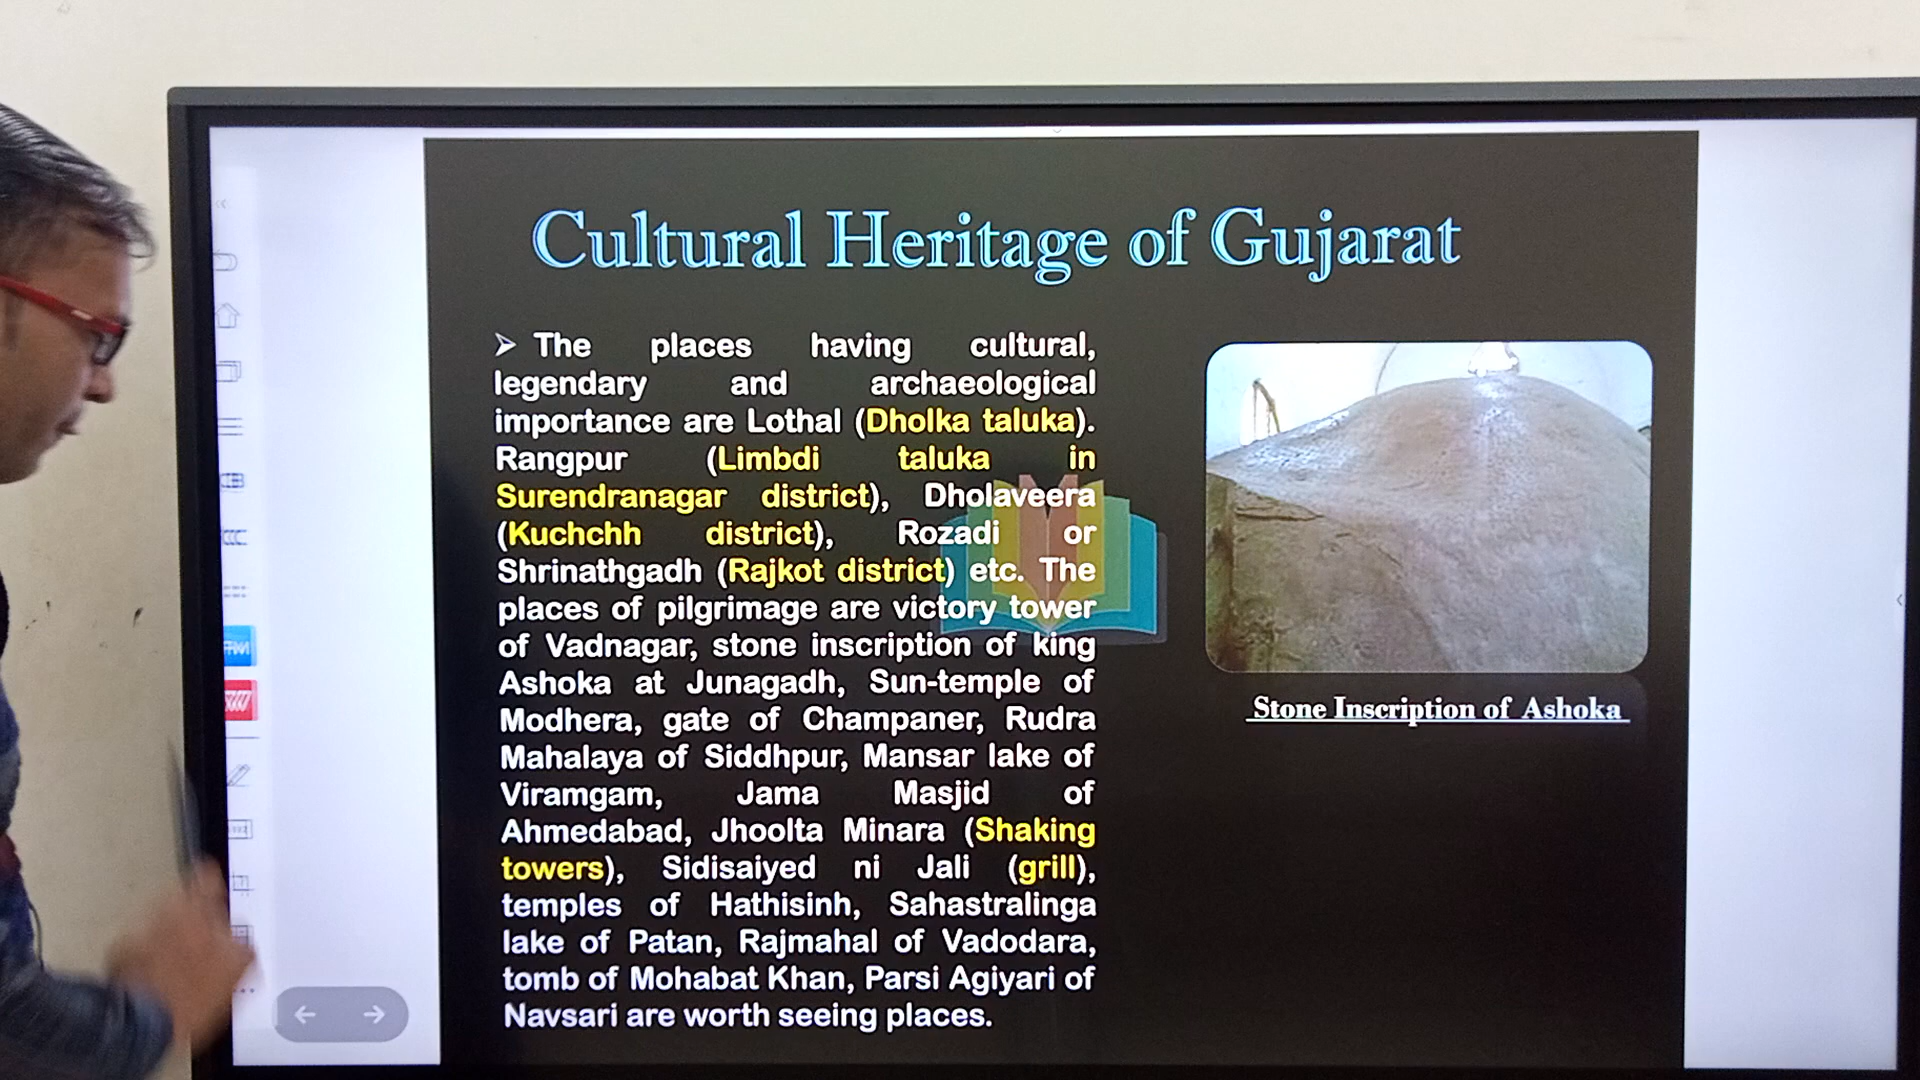 Cultural Heritage of Gujarat
➢ The places having cultural,
legendary and archaeological
importance are Lothal (Dholka taluka).
Rangpur (Limbdi taluka in
Surendranagar district), Dholaveera
(Kuchchh district), Rozadi or
Shrinathgadh (Rajkot district) etc. The
places of pilgrimage are victory tower
of Vadnagar, stone inscription of king
Ashoka at Junagadh, Sun-temple of
Modhera, gate of Champaner, Rudra
Mahalaya of Siddhpur, Mansar lake of
Viramgam, Jama Masjid of
Ahmedabad, Jhoolta Minara (Shaking
towers), Sidisaiyed ni Jali (grill),
temples of Hathisinh, Sahastralinga
lake of Patan, Rajmahal of Vadodara,
tomb of Mohabat Khan, Parsi Agiyari of
Navsari are worth seeing places.
Stone Inscription of Ashoka